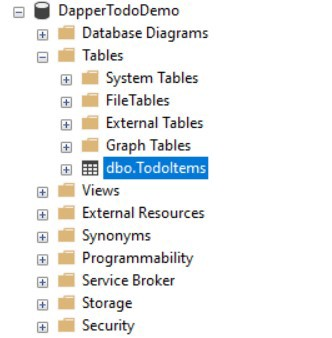 DapperTodoDemo
Database Diagrams
Tables
System Tables
FileTables
External Tables
Graph Tables
dbo.TodoItems
Views
External Resources
Synonyms
Programmability
Service Broker
Storage
Security